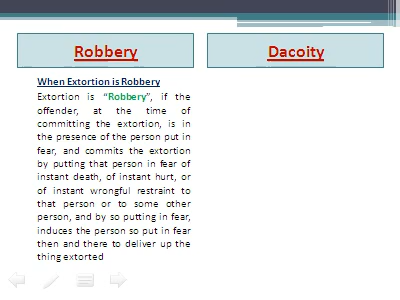 Robbery
Dacoity
When Extortion is Robbery
Extortion is “Robbery”, if the
offender, at the time of
committing the extortion, is in
the presence of the person put in
fear, and commits the extortion
by putting that person in fear of
instant death, of instant hurt, or
of instant wrongful restraint to
that person or to some other
person, and by so putting in fear,
induces the person so put in fear
then and there to deliver up the
thing extorted